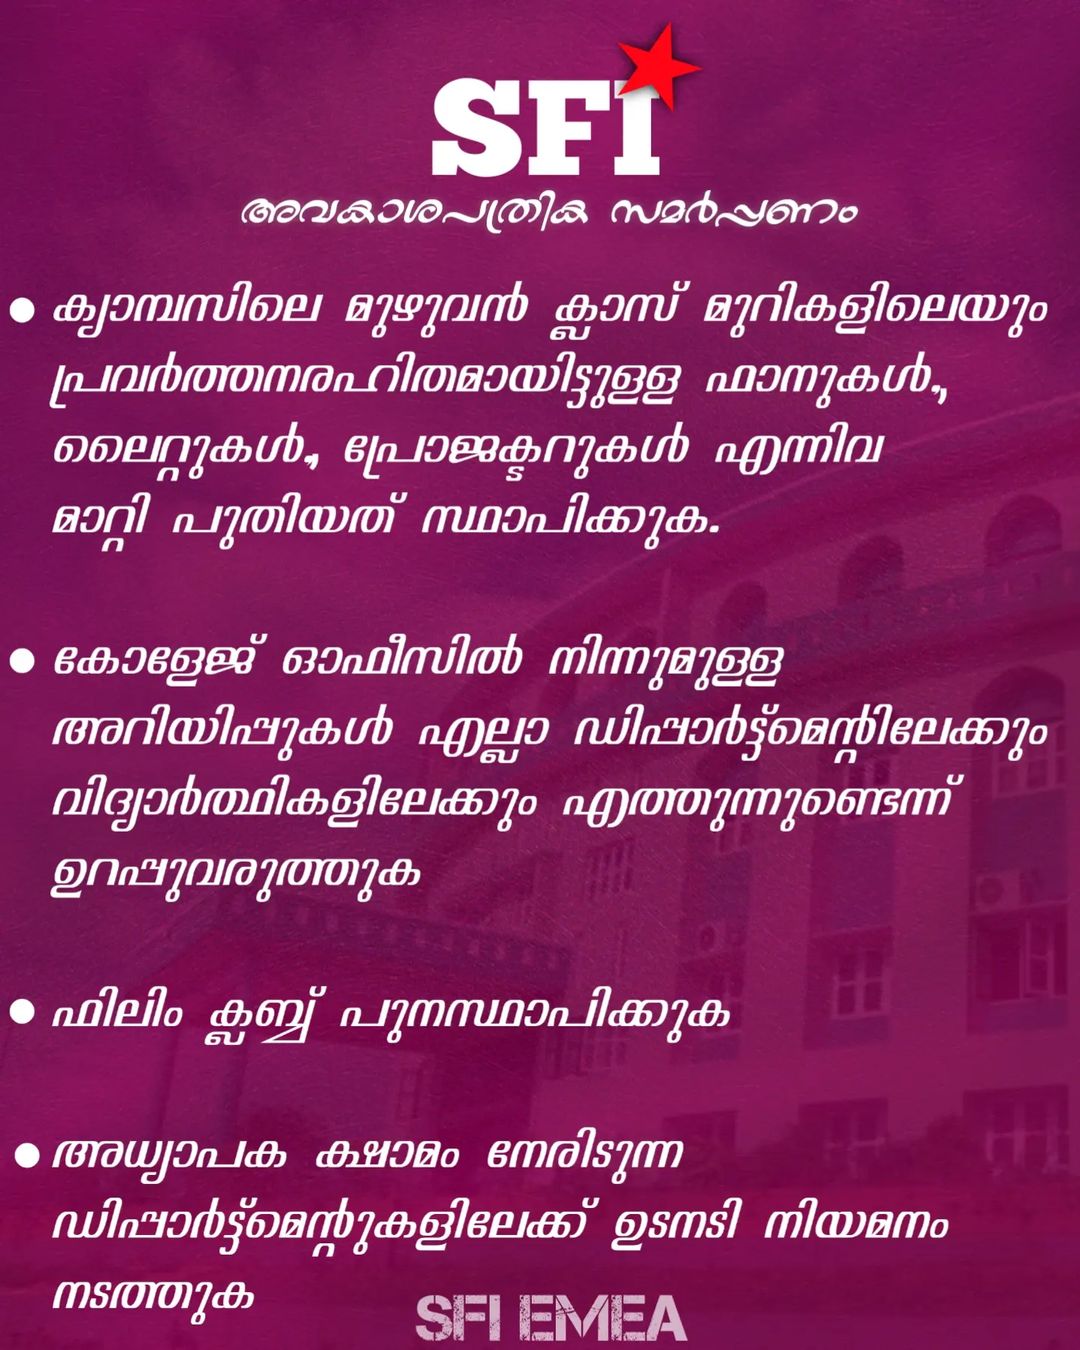 SFI
അവകാശപത്രിക സമർപ്പണം
• ക്യാമ്പസിലെ മുഴുവൻ ക്ലാസ് മുറികളിലെയും
പ്രവർത്തനരഹിതമായിട്ടുള്ള ഫാനുകൾ.,
ലൈറ്റുകൾ., പ്രോജക്ടറുകൾ എന്നിവ
മാറ്റി പുതിയത് സ്ഥാപിക്കുക.
• കോളേജ് ഓഫീസിൽ നിന്നുമുള്ള
അറിയിപ്പുകൾ എല്ലാ ഡിപ്പാർട്ട്മെന്റിലേക്കും
വിദ്യാർത്ഥികളിലേക്കും എത്തുന്നുണ്ടെന്ന്
ഉറപ്പുവരുത്തുക
• ഫിലിം ക്ലബ്ബ് പുനസ്ഥാപിക്കുക
• അധ്യാപക ക്ഷാമം നേരിടുന്ന
ഡിപ്പാർട്ട്മെന്റുകളിലേക്ക് ഉടനടി നിയമനം
നടത്തുക
SFI EMEA